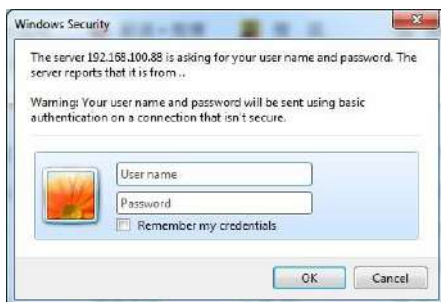 Windows Security
The server 192.168.100.88 is asking for your user name and password. The
server reports that it is from ..
Warning: Your user name and password will be sent using basic
authentication on a connection that isn't secure.
User name
Password
Remember my credentials
OK
Cancel